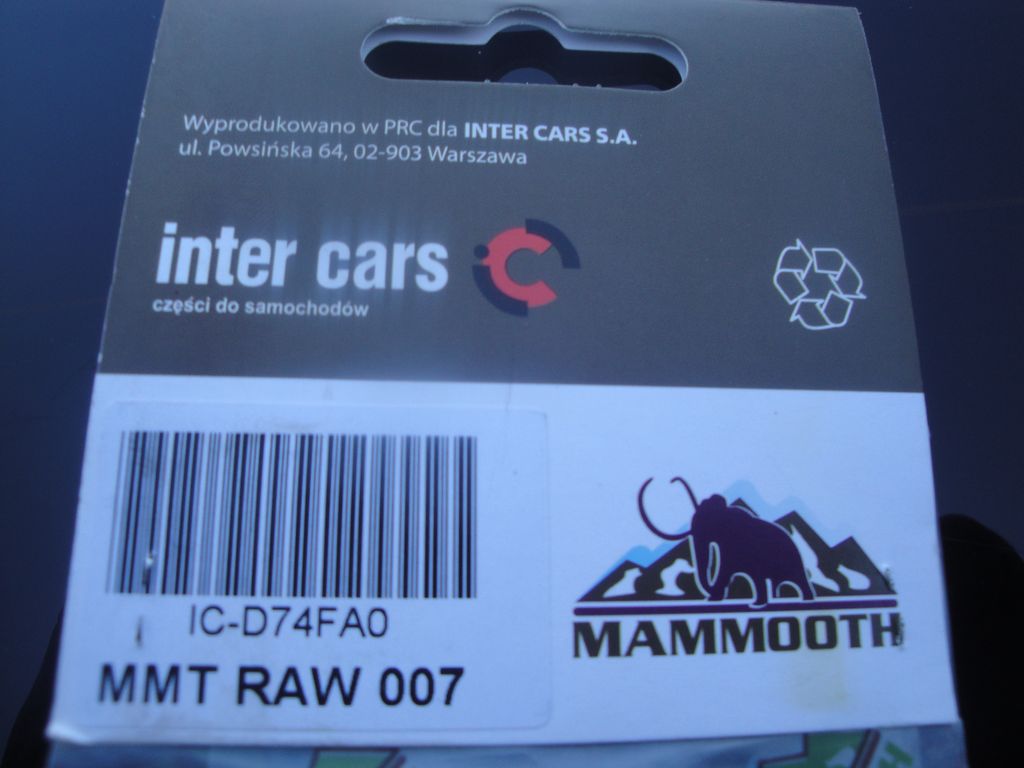 Wyprodukowano w PRC dla INTER CARS S.A.
ul. Powsińska 64, 02-903 Warszawa
inter cars
części do samochodów
IC-D74FA0
MMT RAW 007
MAMMOOTH